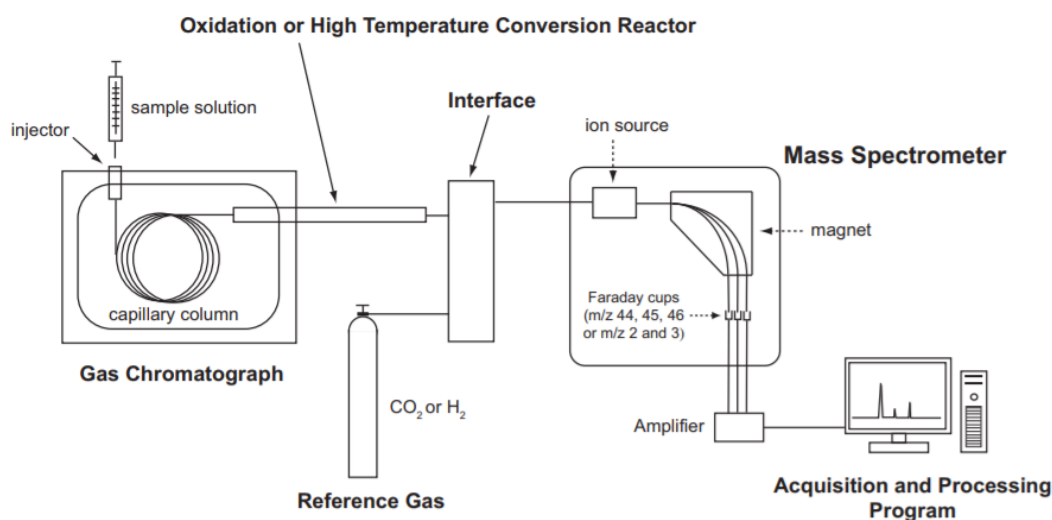 Oxidation or High Temperature Conversion Reactor
sample solution
injector
Interface
ion source
Mass Spectrometer
magnet
capillary column
Faraday cups
(m/z 44, 45, 46
or m/z 2 and 3)
Gas Chromatograph
CO₂ or H₂
Amplifier
Reference Gas
Acquisition and Processing
Program